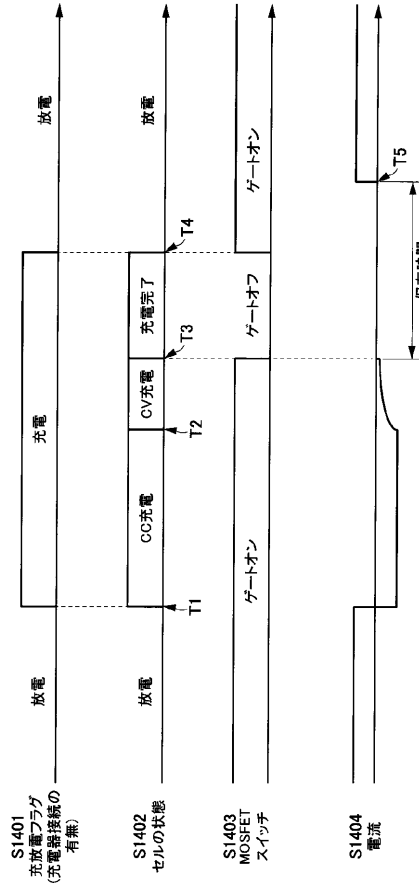 S1401
充放電フラグ
(充電器接続の
有無)
放電
充電
放電
S1402
セルの状態
放電
CC充電
CV充電
充電完了
放電
T1
T2
T3
T4
S1403
MOSFET
スイッチ
ゲートオン
ゲートオフ
ゲートオン
S1404
電流
T5